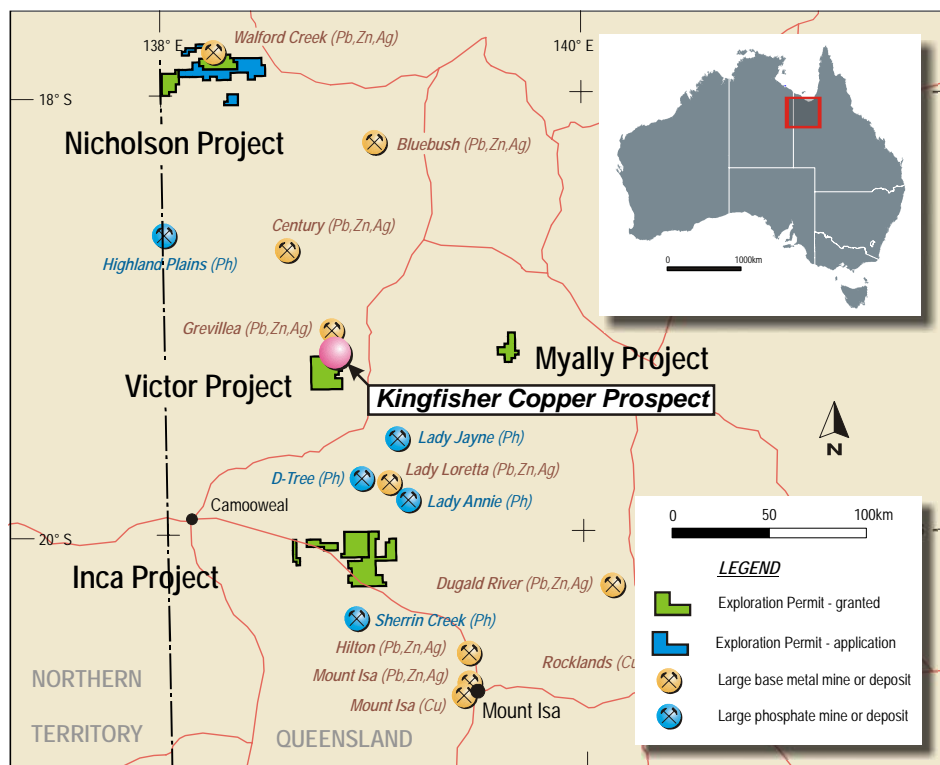 138° E
Walford Creek (Pb,Zn,Ag)
140° E
18° S
Nicholson Project
Bluebush (Pb,Zn,Ag)
Century (Pb,Zn,Ag)
Highland Plains (Ph)
0 1000km
Grevillea (Pb,Zn,Ag)
Myally Project
Victor Project
Kingfisher Copper Prospect
Lady Jayne (Ph)
N
D-Tree (Ph)
Lady Loretta (Pb,Zn,Ag)
Lady Annie (Ph)
Camooweal
20° S
Inca Project
Dugald River (Pb,Zn,Ag)
Sherrin Creek (Ph)
Hilton (Pb,Zn,Ag)
Rocklands (Cu
Mount Isa (Pb,Zn,Ag)
Mount Isa (Cu)
Mount Isa
NORTHERN
TERRITORY
QUEENSLAND
0 50 100km
LEGEND
Exploration Permit - granted
Exploration Permit - application
Large base metal mine or deposit
Large phosphate mine or deposit